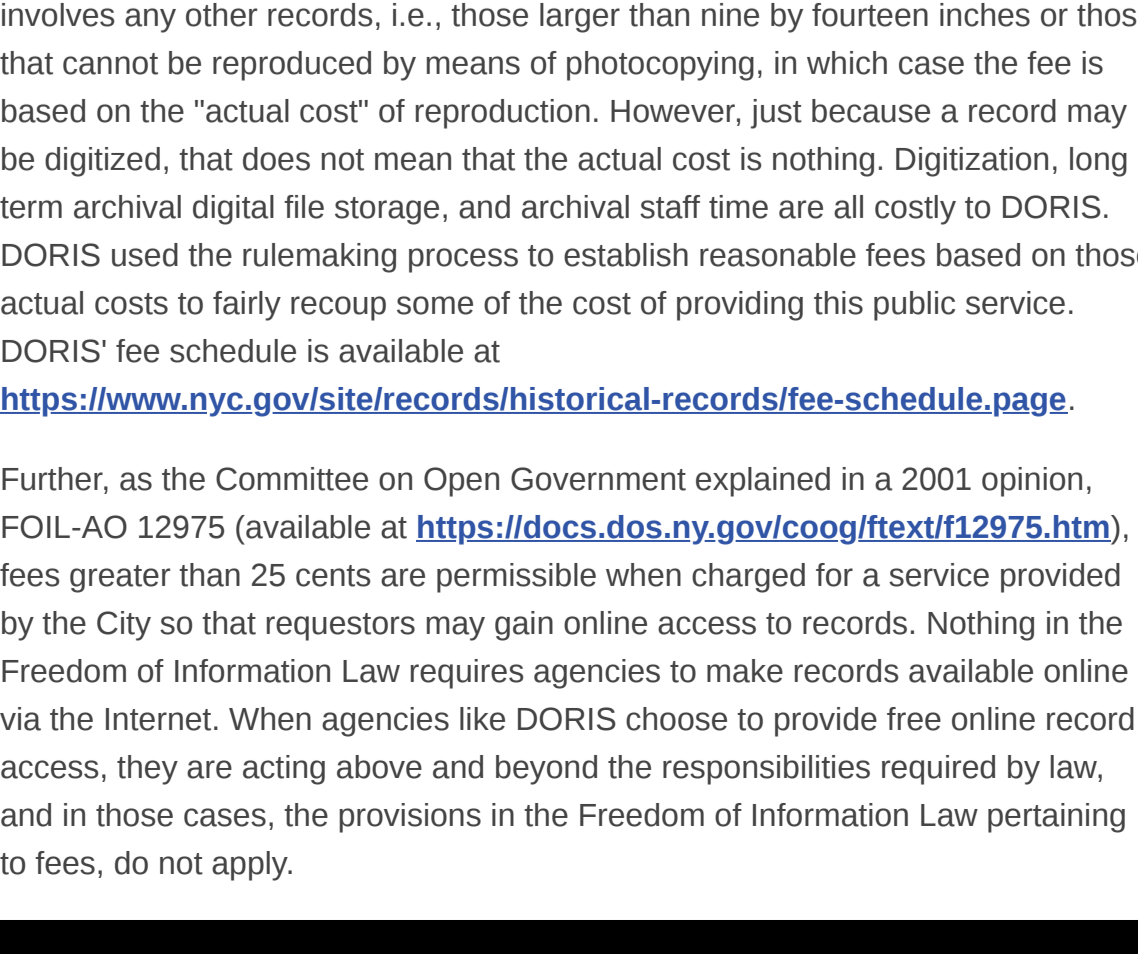 involves any other records, i.e., those larger than nine by fourteen inches or thos
that cannot be reproduced by means of photocopying, in which case the fee is
based on the "actual cost" of reproduction. However, just because a record may
be digitized, that does not mean that the actual cost is nothing. Digitization, long
term archival digital file storage, and archival staff time are all costly to DORIS.
DORIS used the rulemaking process to establish reasonable fees based on those
actual costs to fairly recoup some of the cost of providing this public service.
DORIS' fee schedule is available at
https://www.nyc.gov/site/records/historical-records/fee-schedule.page.
Further, as the Committee on Open Government explained in a 2001 opinion,
FOIL-AO 12975 (available at https://docs.dos.ny.gov/coog/ftext/f12975.htm),
fees greater than 25 cents are permissible when charged for a service provided
by the City so that requestors may gain online access to records. Nothing in the
Freedom of Information Law requires agencies to make records available online
via the Internet. When agencies like DORIS choose to provide free online record
access, they are acting above and beyond the responsibilities required by law,
and in those cases, the provisions in the Freedom of Information Law pertaining
to fees, do not apply.